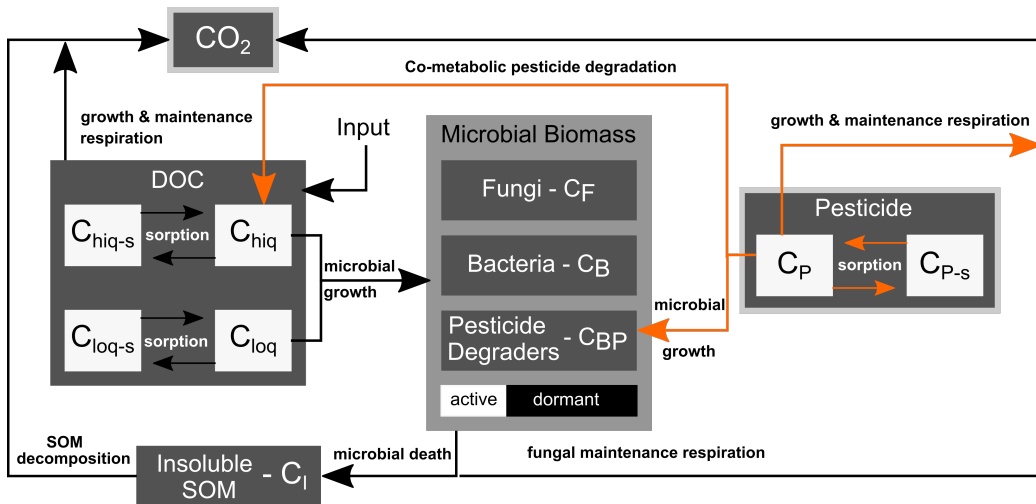 CO2
Co-metabolic pesticide degradation
growth & maintenance
respiration
Input
growth & maintenance respiration
Microbial Biomass
DOC
Fungi - CF
Pesticide
Chiq-s
sorption
Chiq
microbial
growth
Bacteria - CB
CP
sorption
CP-s
Cloq-s
sorption
Cloq
Pesticide
Degraders - CBP
microbial
growth
active
dormant
SOM
decomposition
Insoluble
SOM - CI
microbial death
fungal maintenance respiration